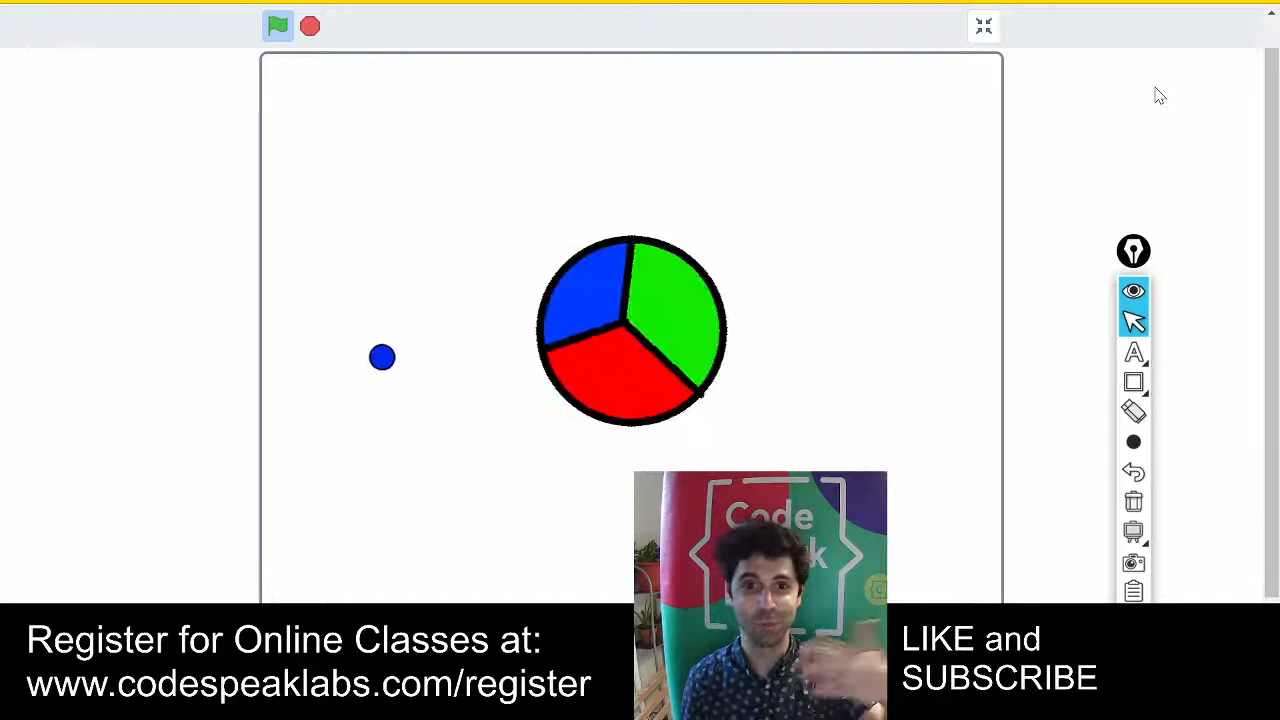 Code
k
Register for Online Classes at:
www.codespeaklabs.com/register
LIKE and
SUBSCRIBE